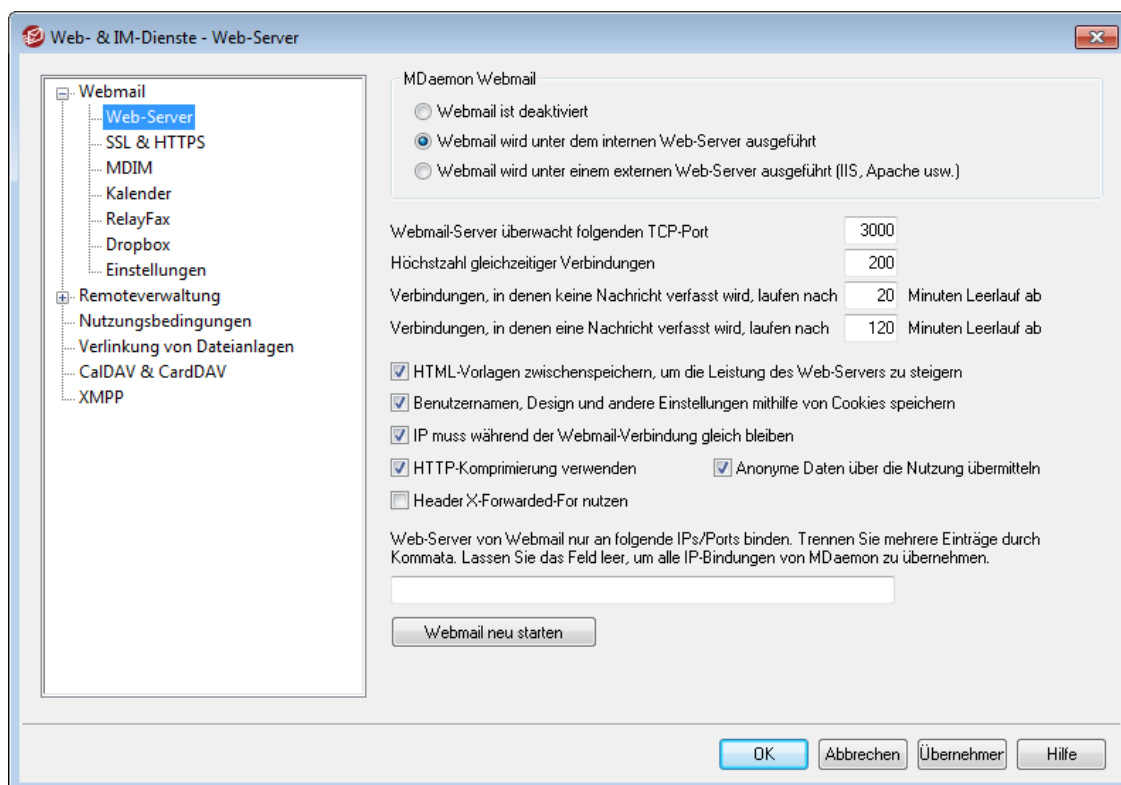 Web- & IM-Dienste - Web-Server
Webmail
Web-Server
SSL & HTTPS
MDIM
Kalender
RelayFax
Dropbox
Einstellungen
Remoteverwaltung
Nutzungsbedingungen
Verlinkung von Dateianlagen
CalDAV & CardDAV
XMPP
MDaemon Webmail
Webmail ist deaktiviert
Webmail wird unter dem internen Web-Server ausgeführt
Webmail wird unter einem externen Web-Server ausgeführt (IIS, Apache usw.)
Webmail-Server überwacht folgenden TCP-Port 3000
Höchstzahl gleichzeitiger Verbindungen 200
Verbindungen, in denen keine Nachricht verfasst wird, laufen nach 20 Minuten Leerlauf ab
Verbindungen, in denen eine Nachricht verfasst wird, laufen nach 120 Minuten Leerlauf ab
HTML-Vorlagen zwischenspeichern, um die Leistung des Web-Servers zu steigern
Benutzernamen, Design und andere Einstellungen mithilfe von Cookies speichern
IP muss während der Webmail-Verbindung gleich bleiben
HTTP-Komprimierung verwenden Anonyme Daten über die Nutzung übermitteln
Header X-Forwarded-For nutzen
Web-Server von Webmail nur an folgende IPs/Ports binden. Trennen Sie mehrere Einträge durch
Kommata. Lassen Sie das Feld leer, um alle IP-Bindungen von MDaemon zu übernehmen.
Webmail neu starten
OK Abbrechen Übernehmer Hilfe